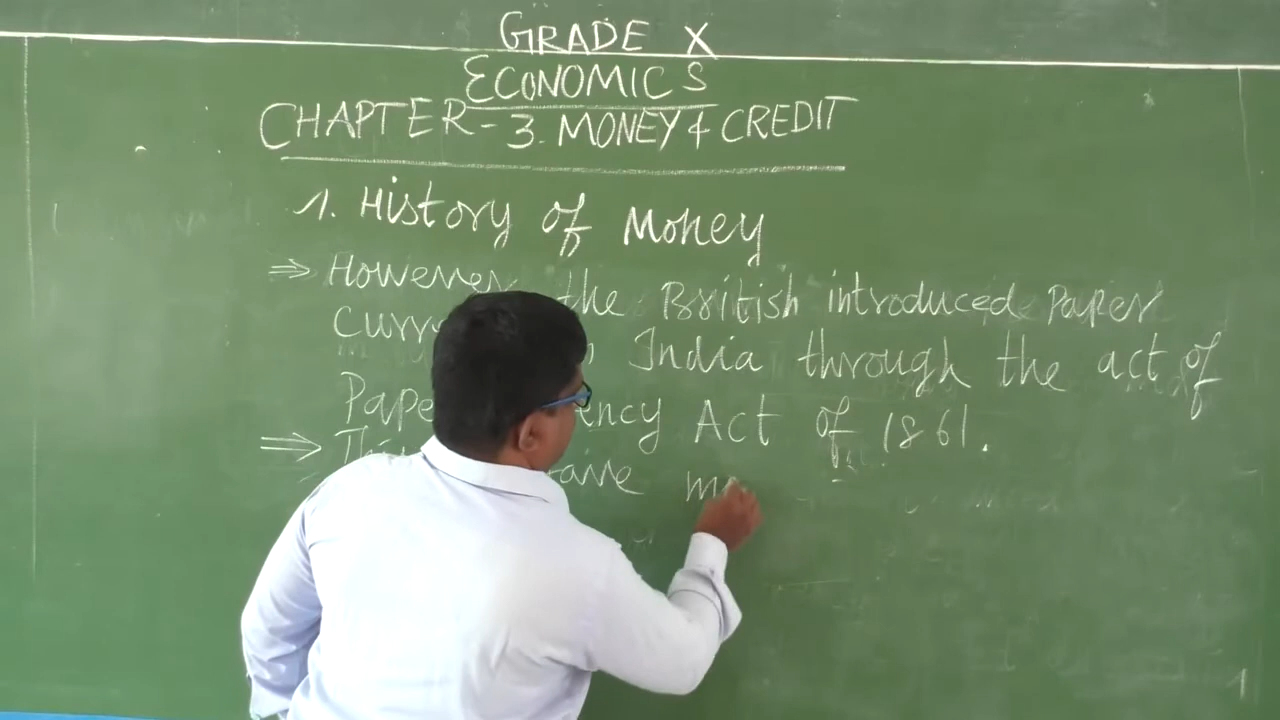 GRADE X
ECONOMICS
CHAPTER-3. MONEY & CREDIT
1. History of Money
⇒ However the British introduced Paper
India through the act of
Act of 1861.
⇒